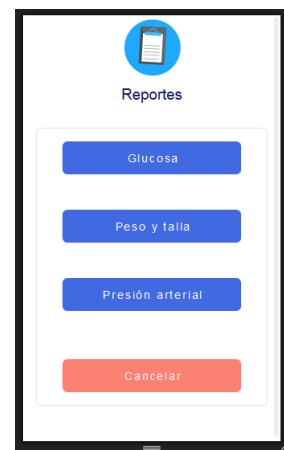 Reportes
Glucosa
Peso y talla
Presión arterial
Cancelar